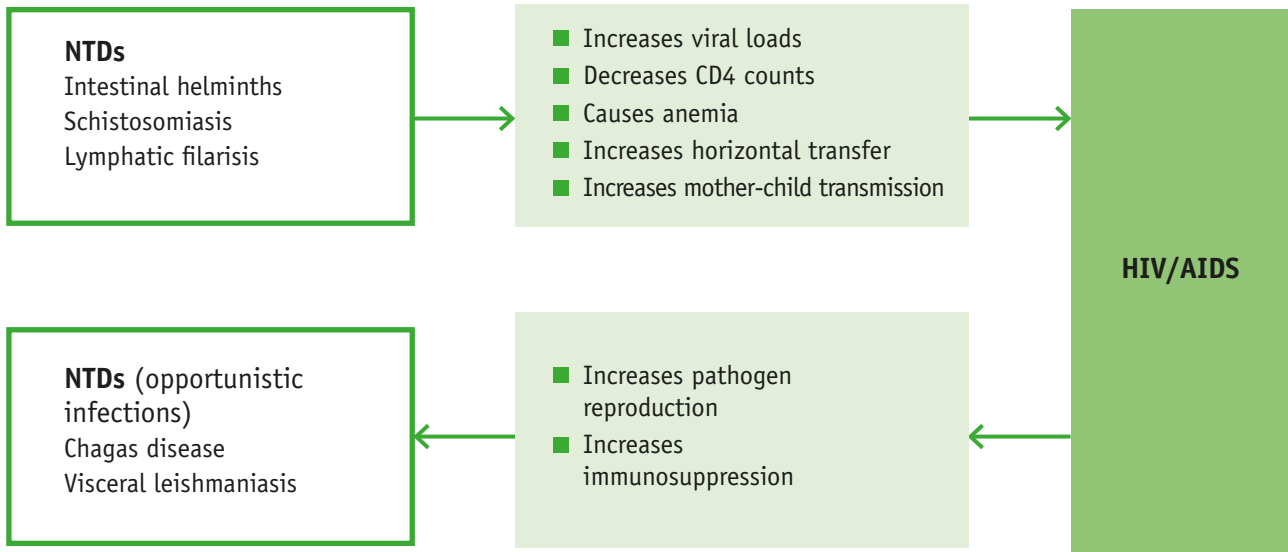 NTDs
Intestinal helminths
Schistosomiasis
Lymphatic filarisis
Increases viral loads
Decreases CD4 counts
Causes anemia
Increases horizontal transfer
Increases mother-child transmission
HIV/AIDS
NTDs (opportunistic
infections)
Chagas disease
Visceral leishmaniasis
Increases pathogen
reproduction
Increases
immunosuppression